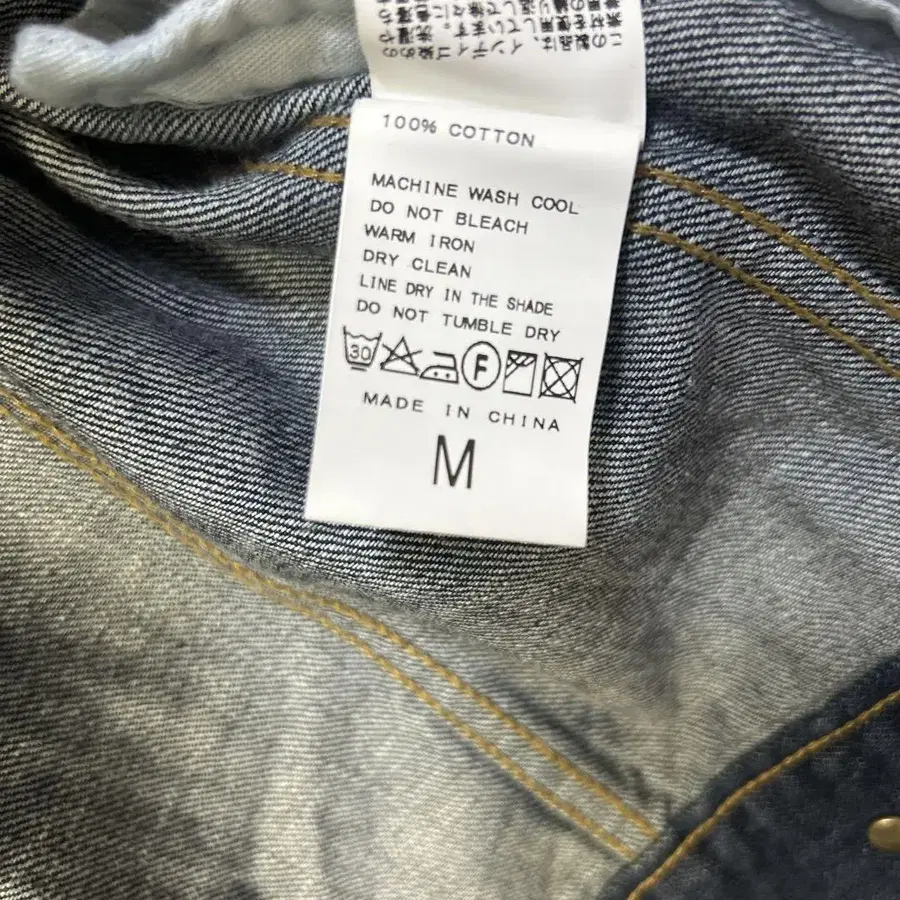 100% COTTON
MACHINE WASH COOL
DO NOT BLEACH
WARM IRON
DRY CLEAN
LINE DRY IN THE SHADE
DO NOT TUMBLE DRY
30 F
MADE IN CHINA
M